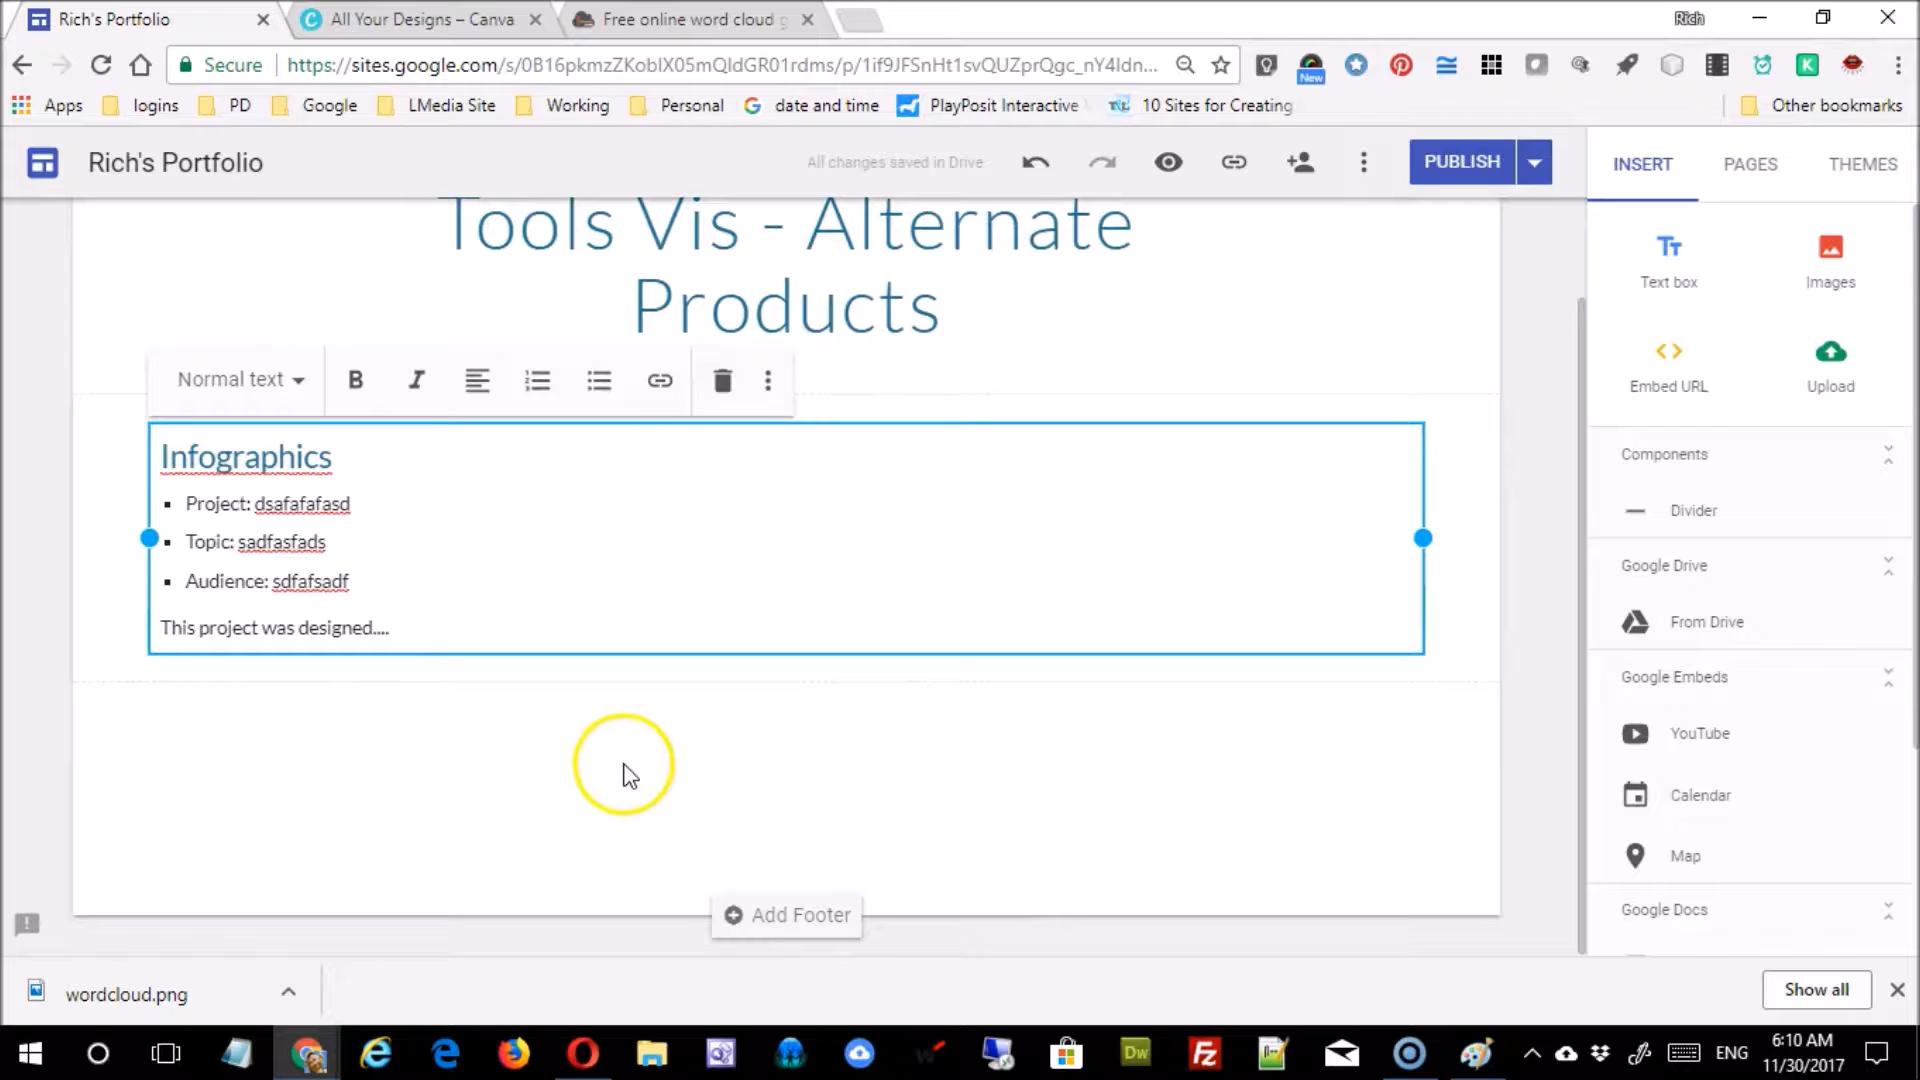 Rich's Portfolio
All Your Designs – Canva
Free online word cloud g
Rich
Secure
https://sites.google.com/s/0B16pkmzZKoblX05mQldGR01rdms/p/1if9JFSnHt1svQUZprQgc_nY4Idn...
New
Apps
logins
PD
Google
LMedia Site
Working
Personal
date and time
PlayPosit Interactive
10 Sites for Creating
Other bookmarks
Rich's Portfolio
All changes saved in Drive
PUBLISH
INSERT
PAGES
THEMES
Tools Vis - Alternate
Products
Text box
Images
Embed URL
Upload
Normal text
B
I
Infographics
Project: dsafafafasd
Topic: sadfasfads
Audience: sdfafsadf
This project was designed....
Components
Divider
Google Drive
From Drive
Google Embeds
YouTube
Calendar
Map
Google Docs
Add Footer
wordcloud.png
Show all
Dw
Fz
ENG
6:10 AM
11/30/2017